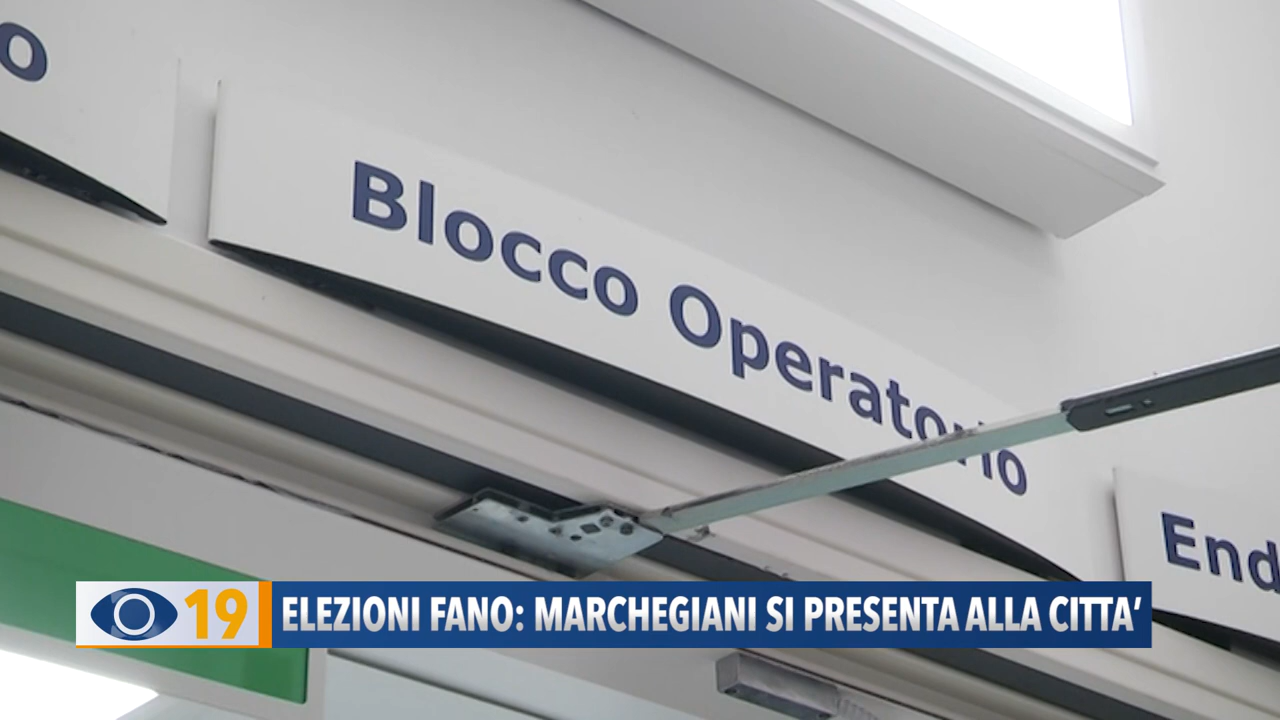 o
Blocco Operatorio
End
19
ELEZIONI FANO: MARCHEGIANI SI PRESENTA ALLA CITTA’